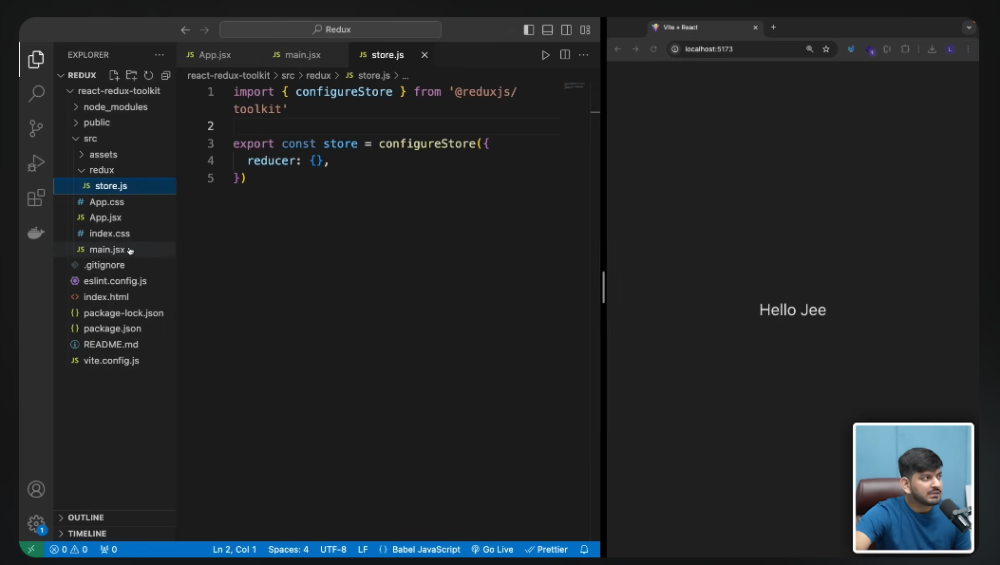 Redux
Vite + React
EXPLORER
App.jsx
main.jsx
store.js
localhost:5173
REDUX
react-redux-toolkit > src > redux > JS store.js > ...
react-redux-toolkit
node_modules
public
src
assets
redux
JS store.js
# App.css
JS App.jsx
# index.css
JS main.jsx
.gitignore
eslint.config.js
<> index.html
{} package-lock.json
{} package.json
README.md
JS vite.config.js
1 import { configureStore } from '@reduxjs/
toolkit'
2
3 export const store = configureStore({
4 reducer: {},
5 })
Hello Jee
OUTLINE
TIMELINE
1
0 0 0
Ln 2, Col 1 Spaces: 4 UTF-8 LF {} Babel JavaScript Go Live Prettier